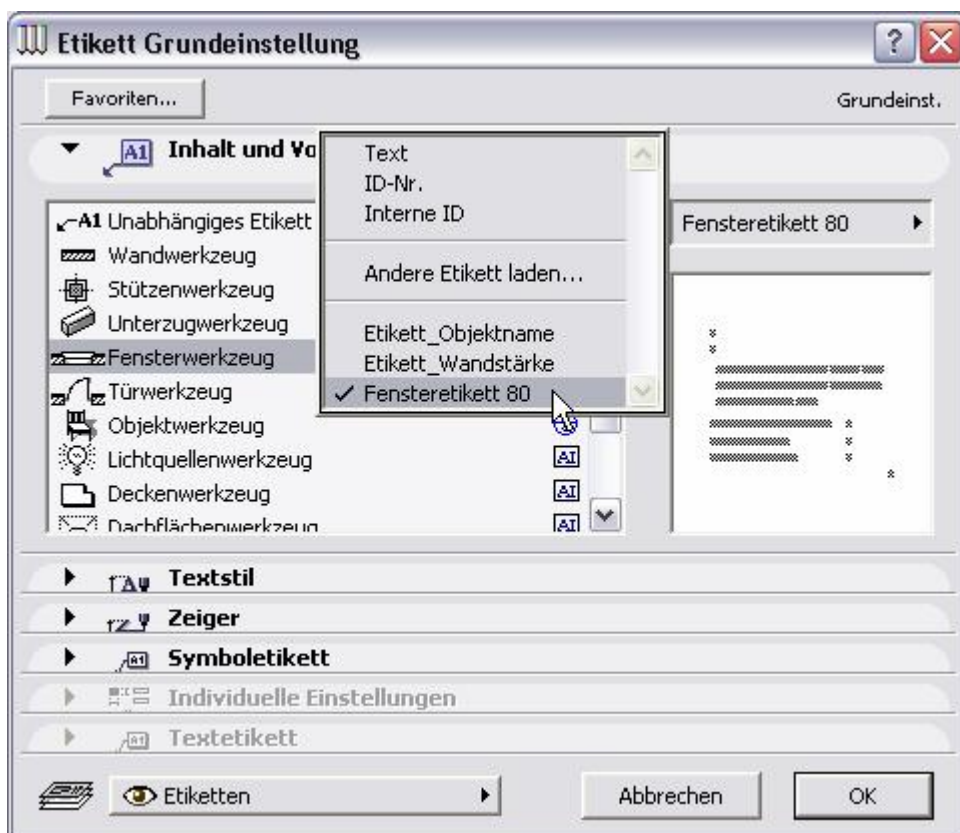 Etikett Grundeinstellung
Favoriten...
Grundeinst.
Inhalt und Vo
Text
ID-Nr.
Interne ID
Andere Etikett laden...
Etikett_Objektname
Etikett_Wandstärke
Fensteretikett 80
A1 Unabhängiges Etikett
Wandwerkzeug
Stützenwerkzeug
Unterzugwerkzeug
Fensterwerkzeug
Türwerkzeug
Objektwerkzeug
Lichtquellenwerkzeug
Deckenwerkzeug
Dachflächenwerkzeug
Fensteretikett 80
Textstil
Zeiger
Symboletikett
Individuelle Einstellungen
Textetikett
Etiketten
Abbrechen
OK